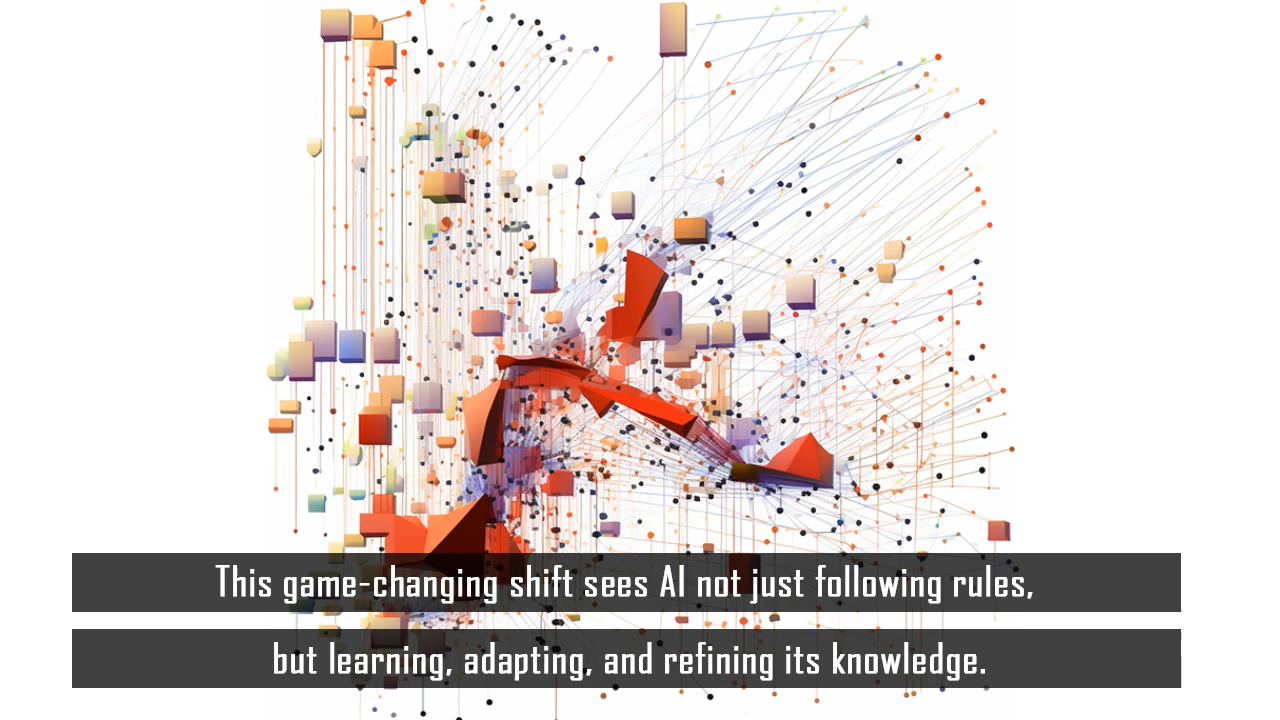 This game-changing shift sees AI not just following rules,
but learning, adapting, and refining its knowledge.